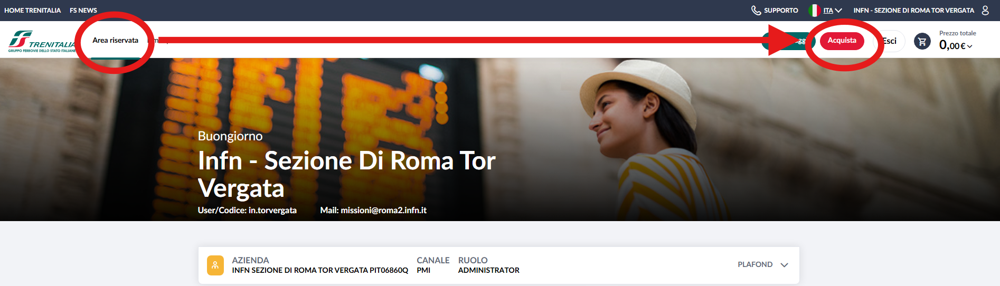 HOME TRENITALIA FS NEWS
SUPPORTO ITA INFN - SEZIONE DI ROMA TOR VERGATA
TRENITALIA
GRUPPO FERROVIE DELLO STATO ITALIANE
Area riservata
Acquista
Esci
Prezzo totale
0,00 €
Buongiorno
Infn - Sezione Di Roma Tor
Vergata
User/Codice: in.torvergata Mail: missioni@roma2.infn.it
AZIENDA CANALE RUOLO
INFN SEZIONE DI ROMA TOR VERGATA PIT06860Q PMI ADMINISTRATOR
PLAFOND